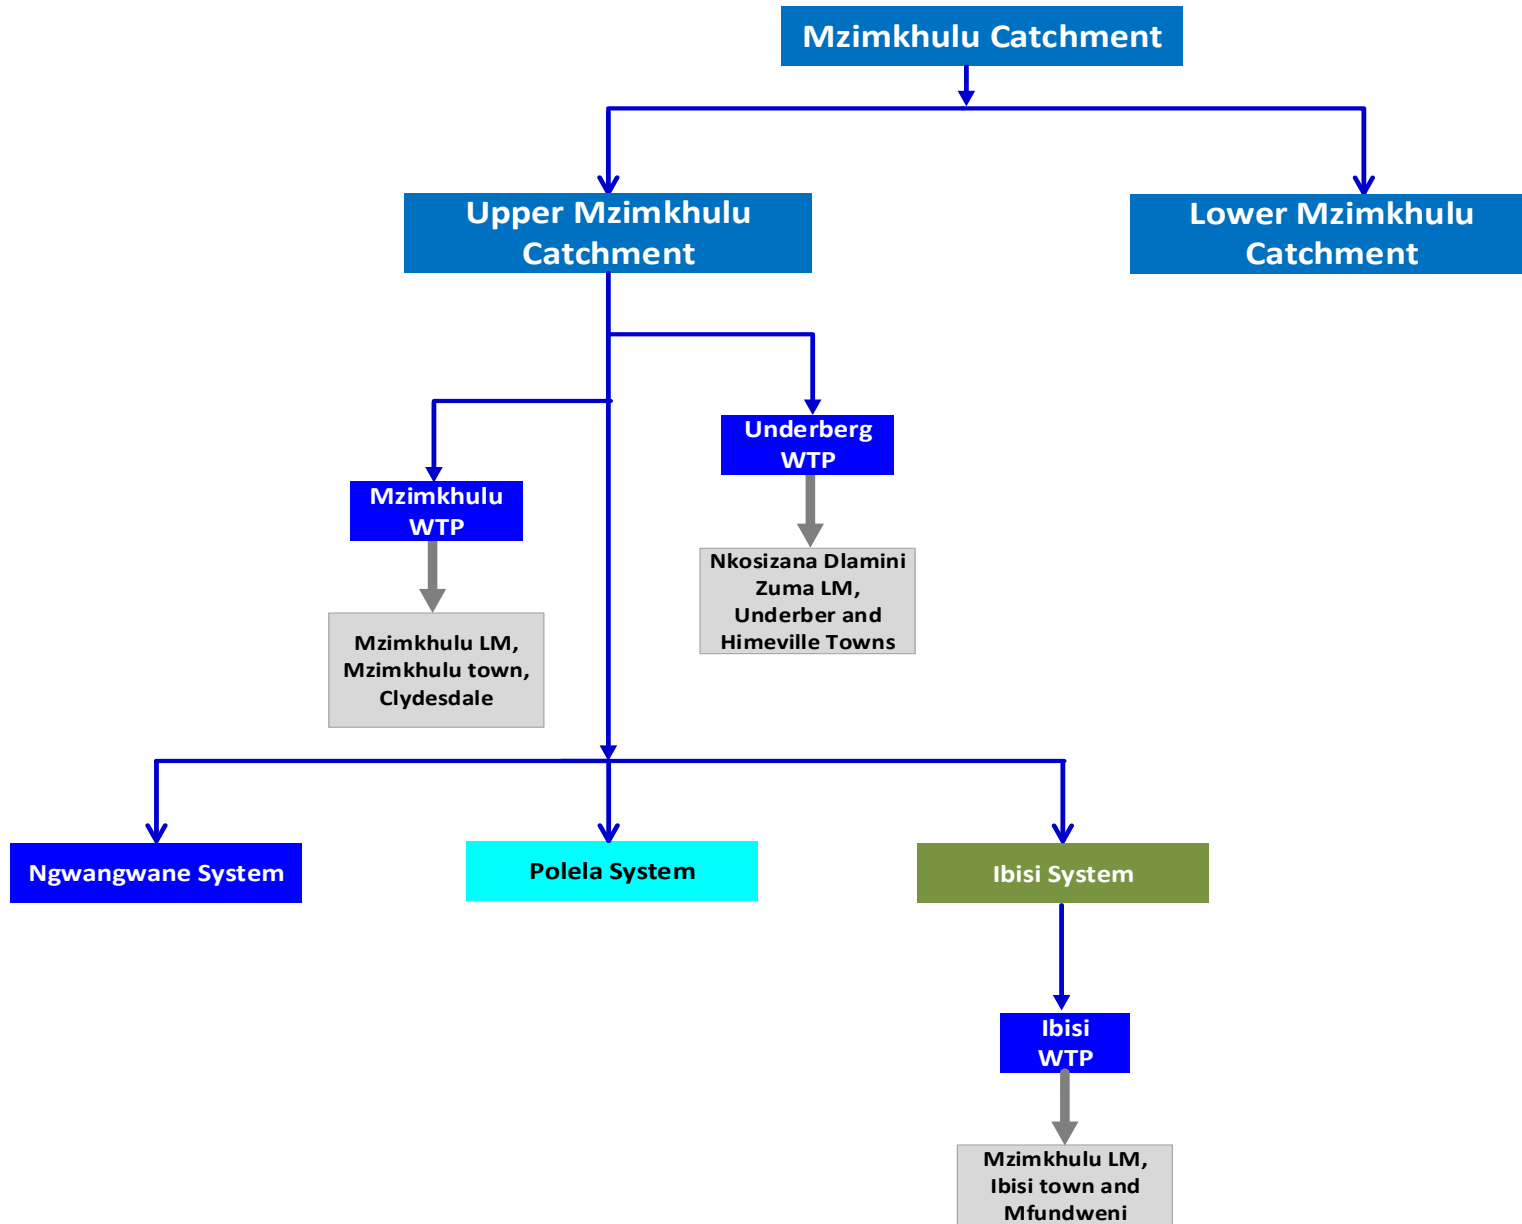 Mzimkhulu Catchment
Upper Mzimkhulu
Catchment
Lower Mzimkhulu
Catchment
Underberg
WTP
Mzimkhulu
WTP
Nkosizana Dlamini
Zuma LM,
Underber and
Himeville Towns
Mzimkhulu LM,
Mzimkhulu town,
Clydesdale
Ngwangwane System
Polela System
Ibisi System
Ibisi
WTP
Mzimkhulu LM,
Ibisi town and
Mfundweni